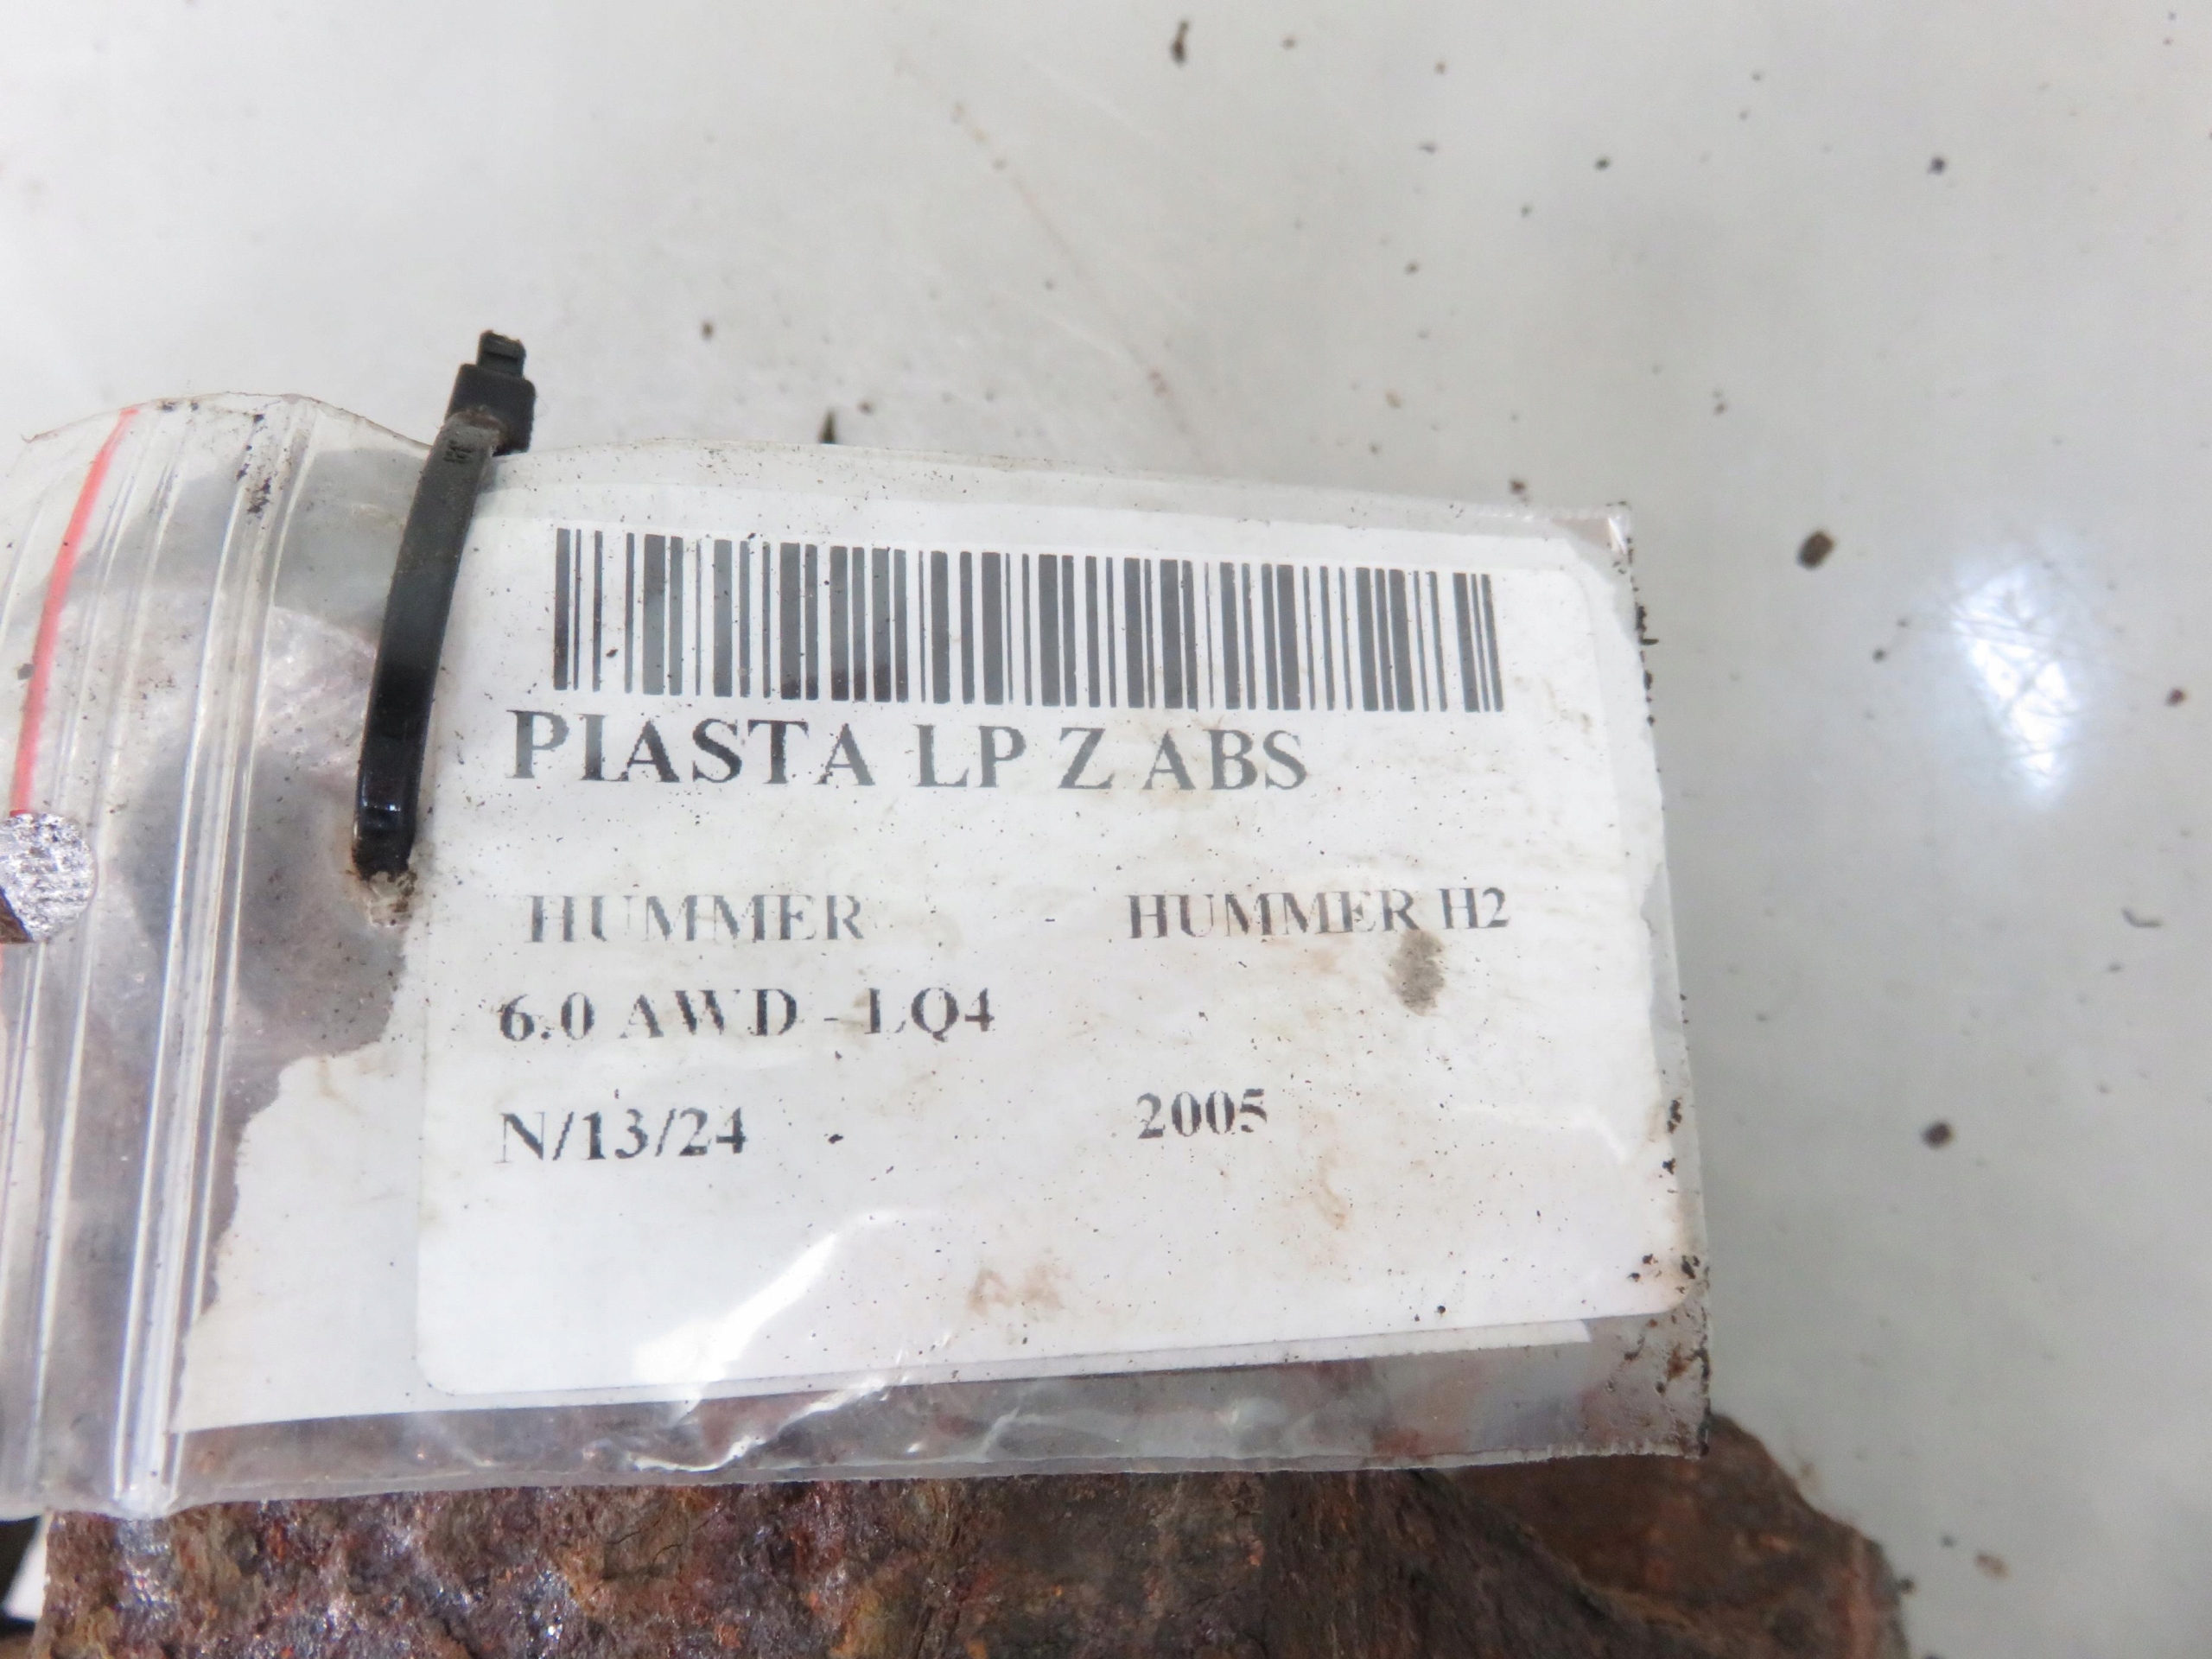 PIASTA LP Z ABS
HUMMER - HUMMER H2
6.0 AWD - LQ4
N/13/24 2005